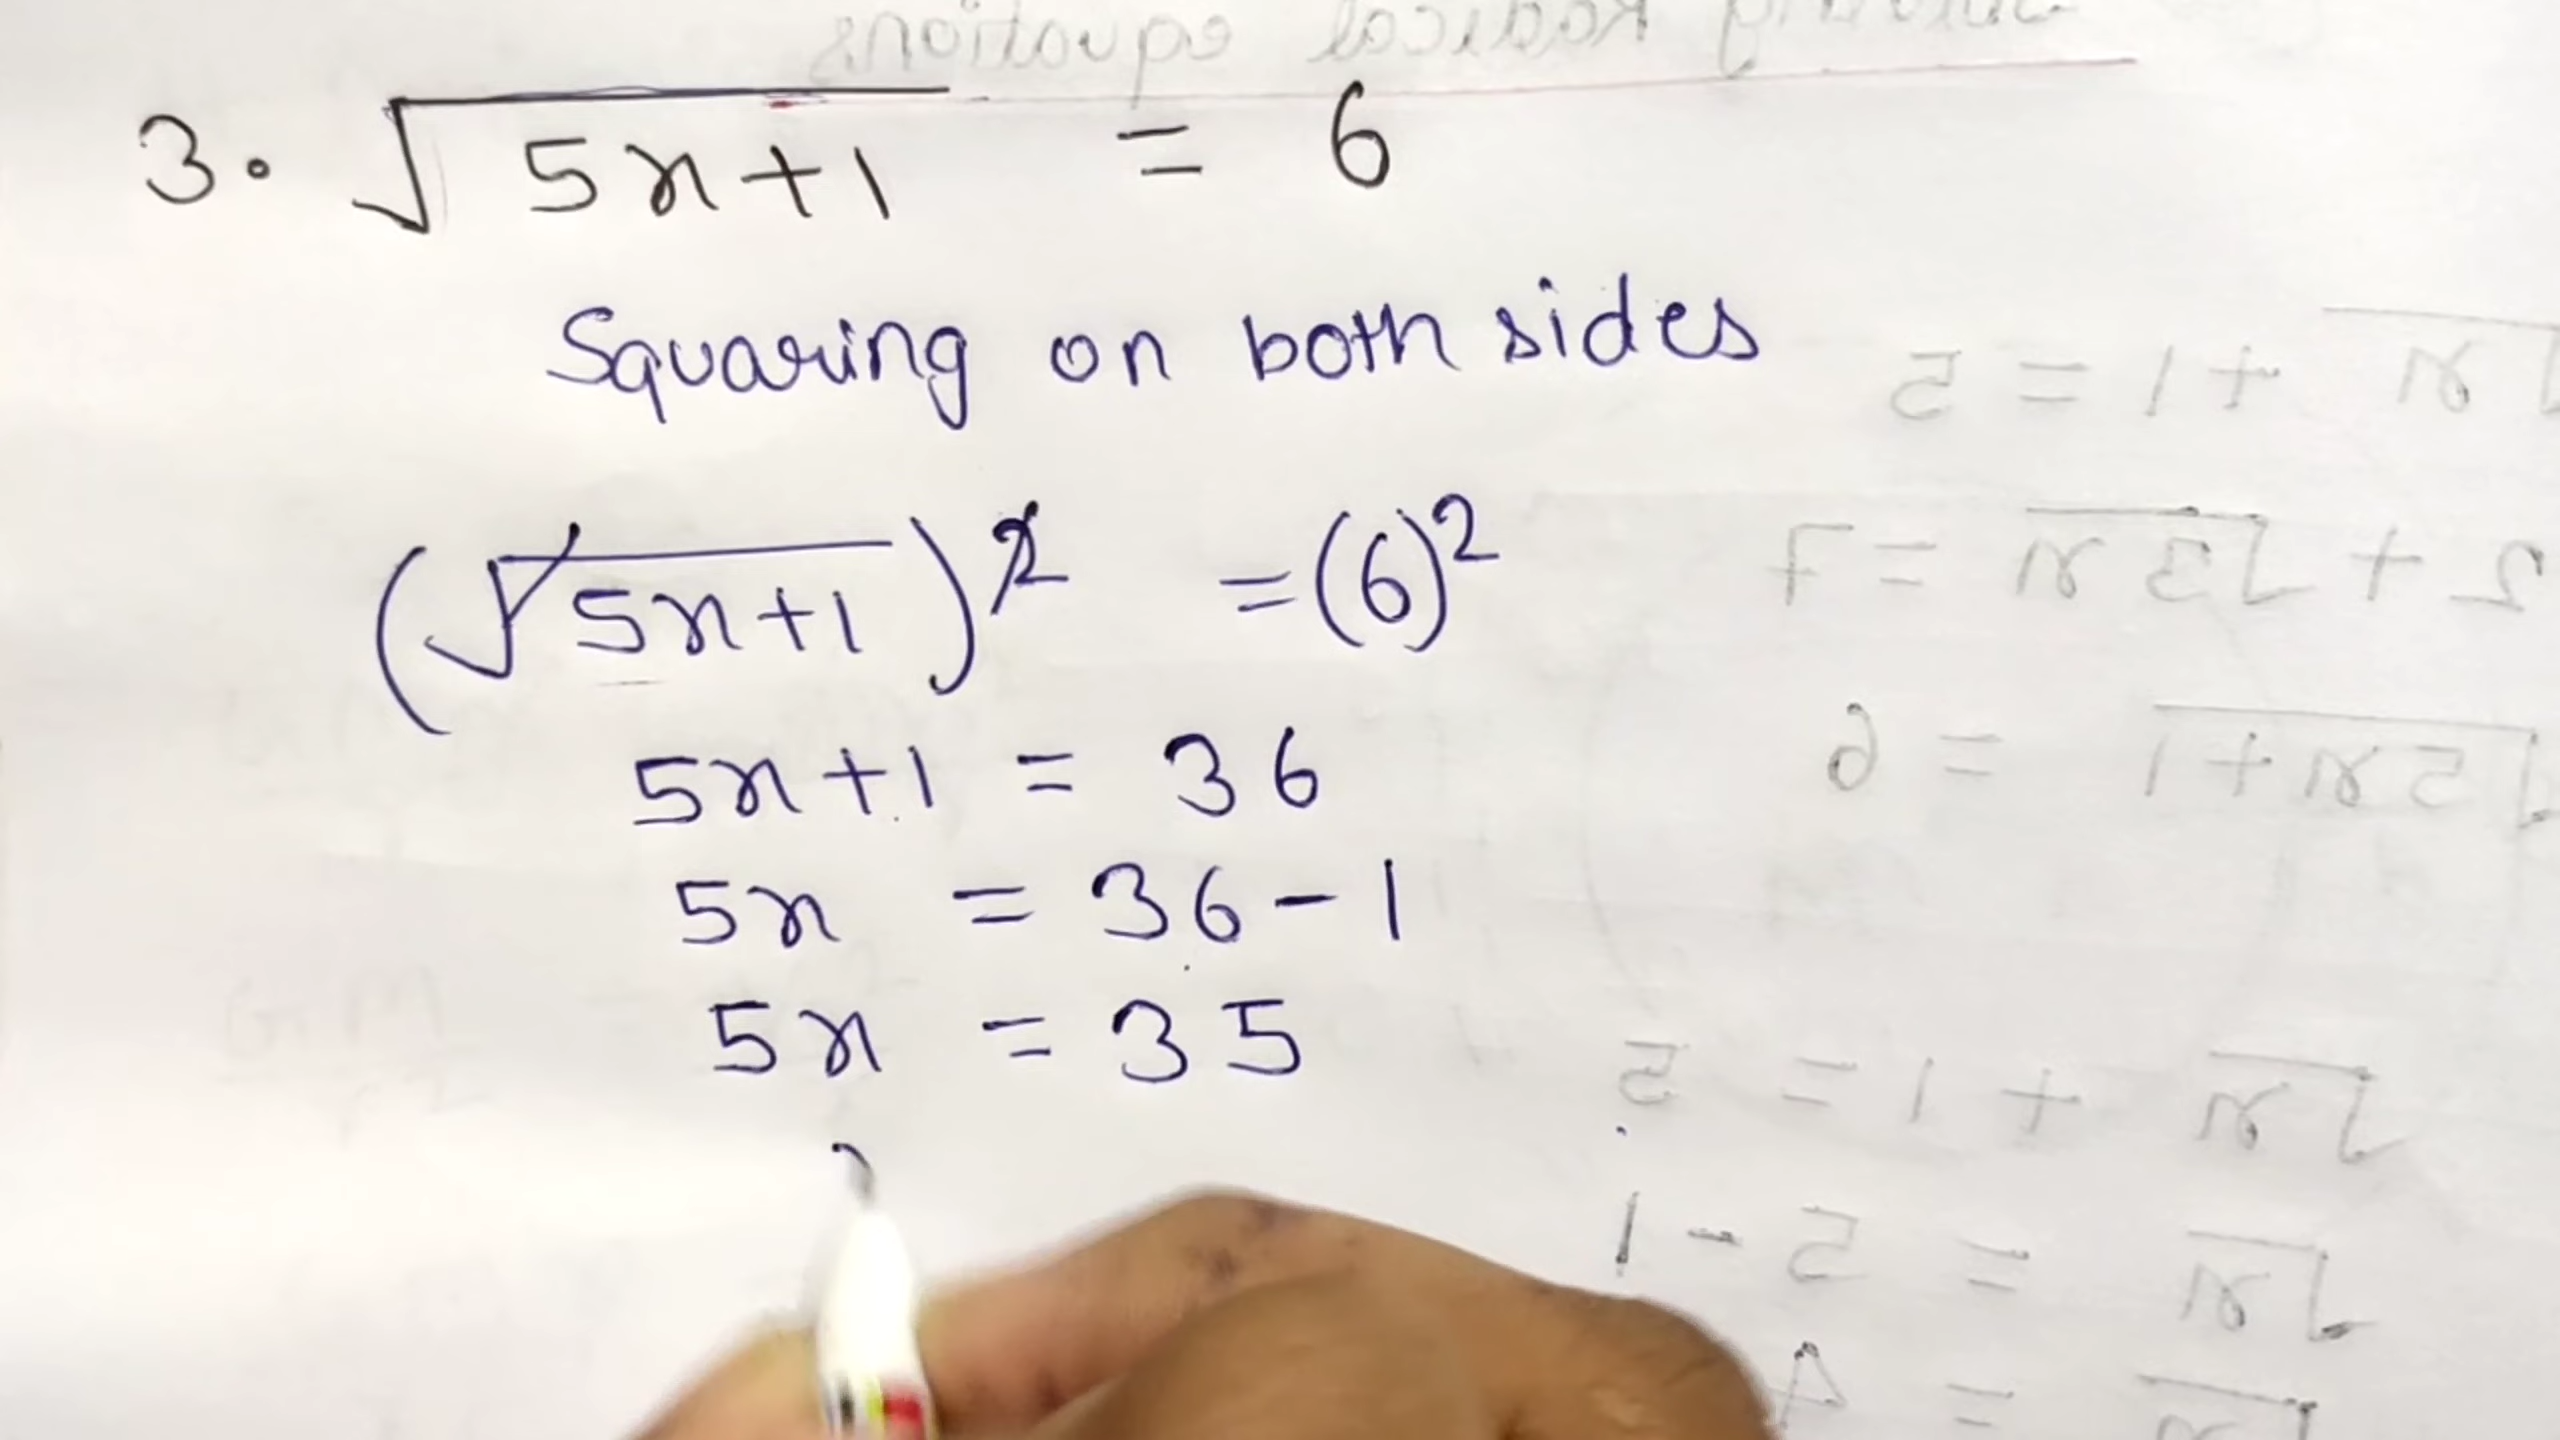 3. √5x+1 = 6
Squaring on both sides
(√5x+1)² = (6)²
5x+1 = 36
5x = 36-1
5x = 35